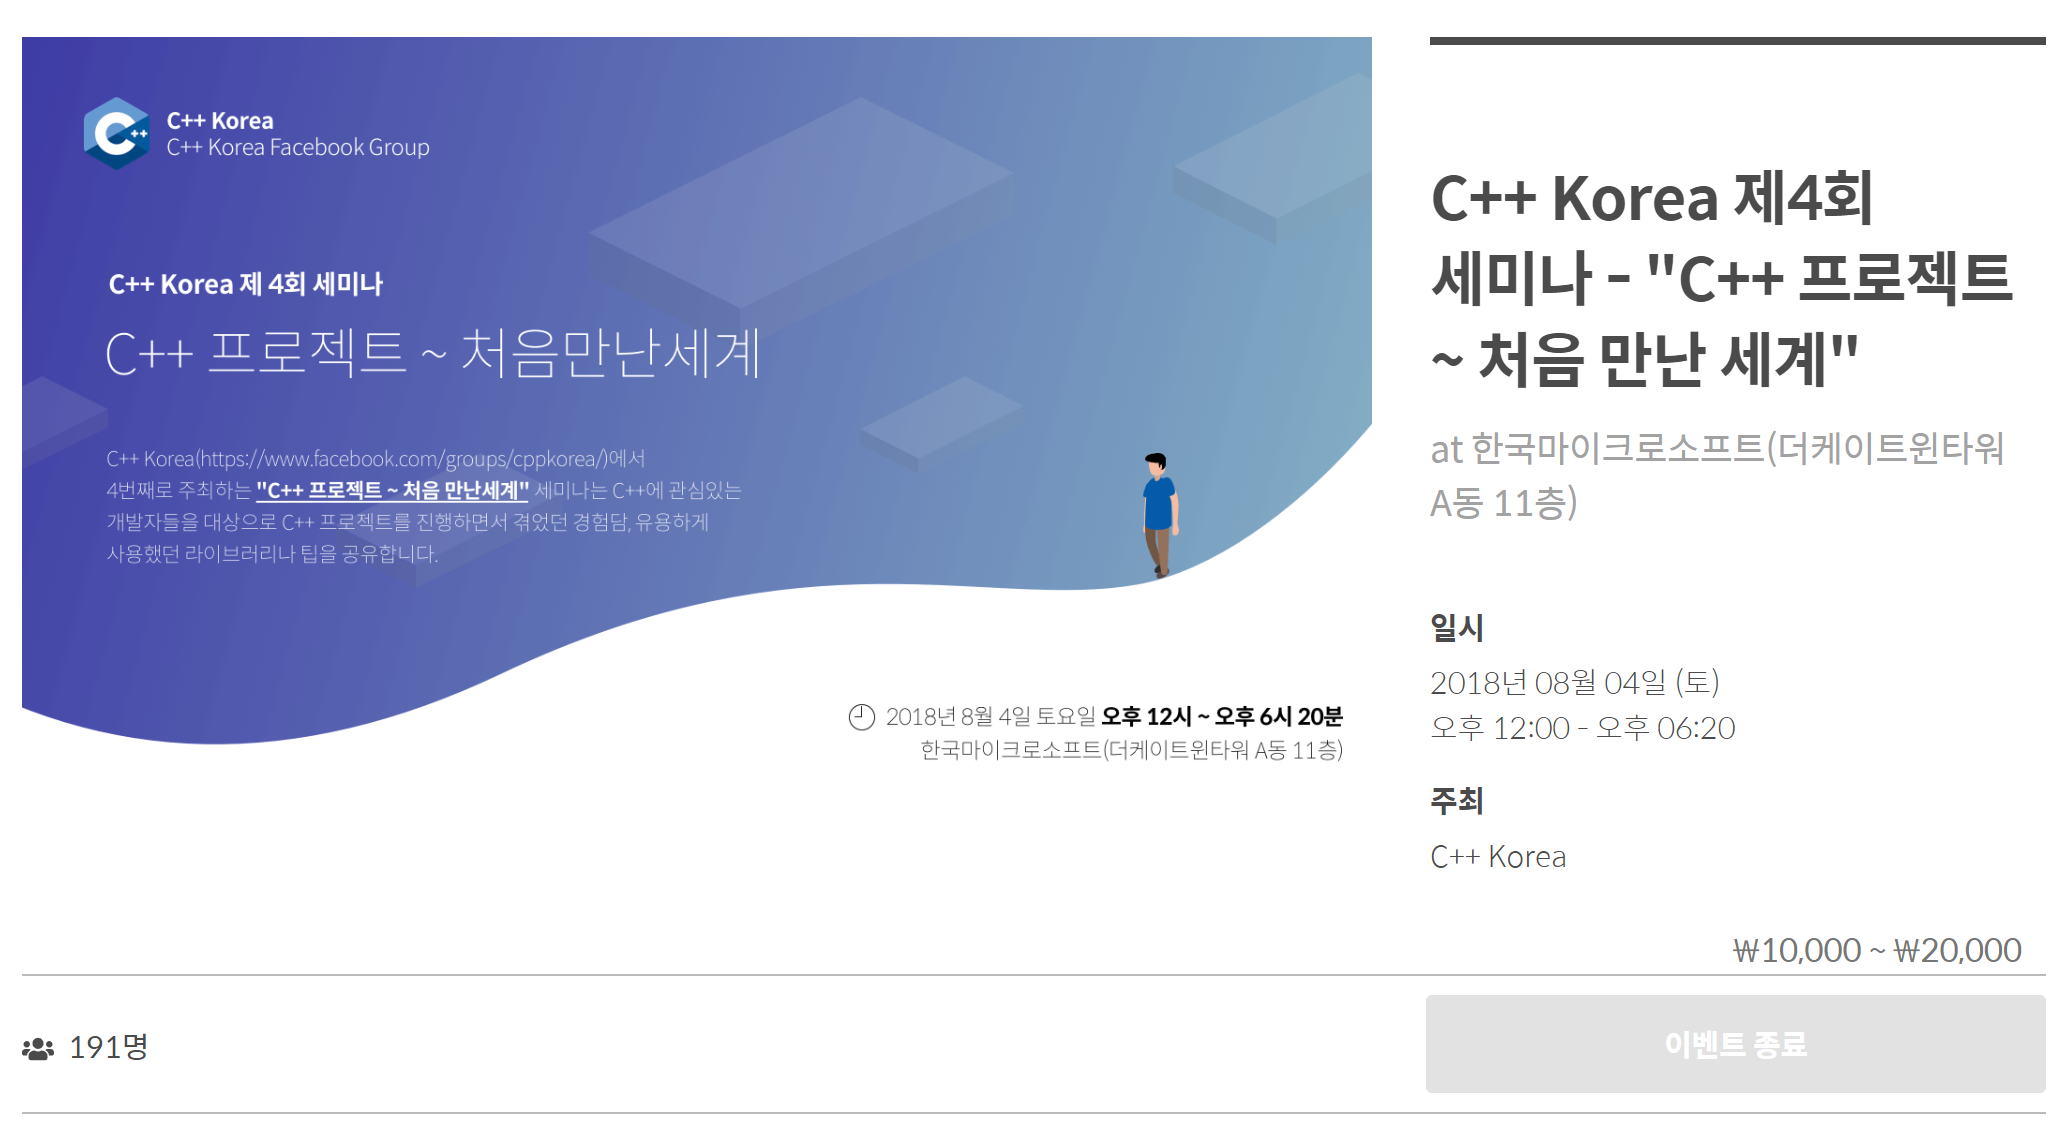 C++ Korea
C++ Korea Facebook Group
C++ Korea 제 4회 세미나
C++ 프로젝트 ~ 처음만난세계
C++ Korea(https://www.facebook.com/groups/cppkorea/)에서
4번째로 주최하는 "C++ 프로젝트 ~ 처음 만난세계" 세미나는 C++에 관심있는
개발자들을 대상으로 C++ 프로젝트를 진행하면서 겪었던 경험담, 유용하게
사용했던 라이브러리나 팁을 공유합니다.
2018년 8월 4일 토요일 오후 12시 ~ 오후 6시 20분
한국마이크로소프트(더케이트윈타워 A동 11층)
C++ Korea 제4회
세미나 - "C++ 프로젝트
~ 처음 만난 세계"
at 한국마이크로소프트(더케이트윈타워
A동 11층)
일시
2018년 08월 04일 (토)
오후 12:00 - 오후 06:20
주최
C++ Korea
₩10,000 ~ ₩20,000
191명
이벤트 종료